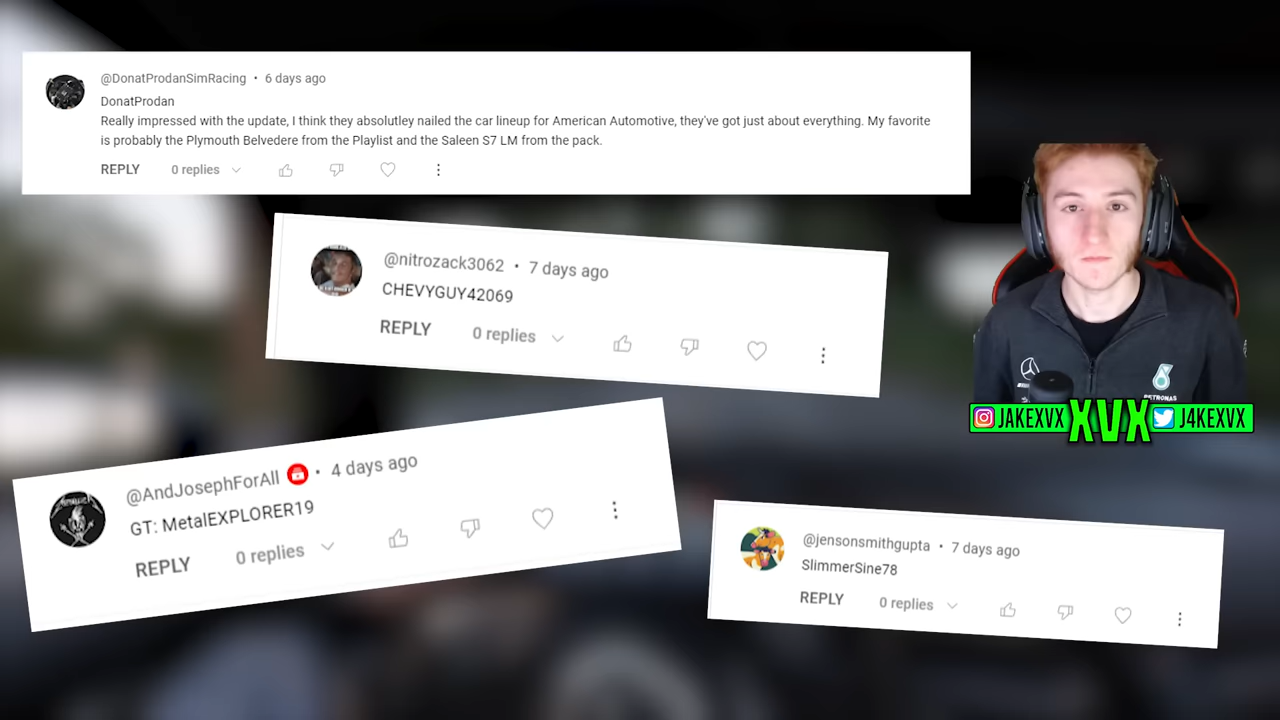 @DonatProdanSimRacing • 6 days ago
DonatProdan
Really impressed with the update, I think they absolutley nailed the car lineup for American Automotive, they've got just about everything. My favorite
is probably the Plymouth Belvedere from the Playlist and the Saleen S7 LM from the pack.
REPLY 0 replies
@nitrozack3062 • 7 days ago
CHEVYGUY42069
REPLY 0 replies
PETRONAS
JAKEXVX XVX J4KEXVX
@AndJosephForAll • 4 days ago
GT: MetalEXPLORER19
REPLY 0 replies
@jensonsmithgupta • 7 days ago
SlimmerSine78
REPLY 0 replies